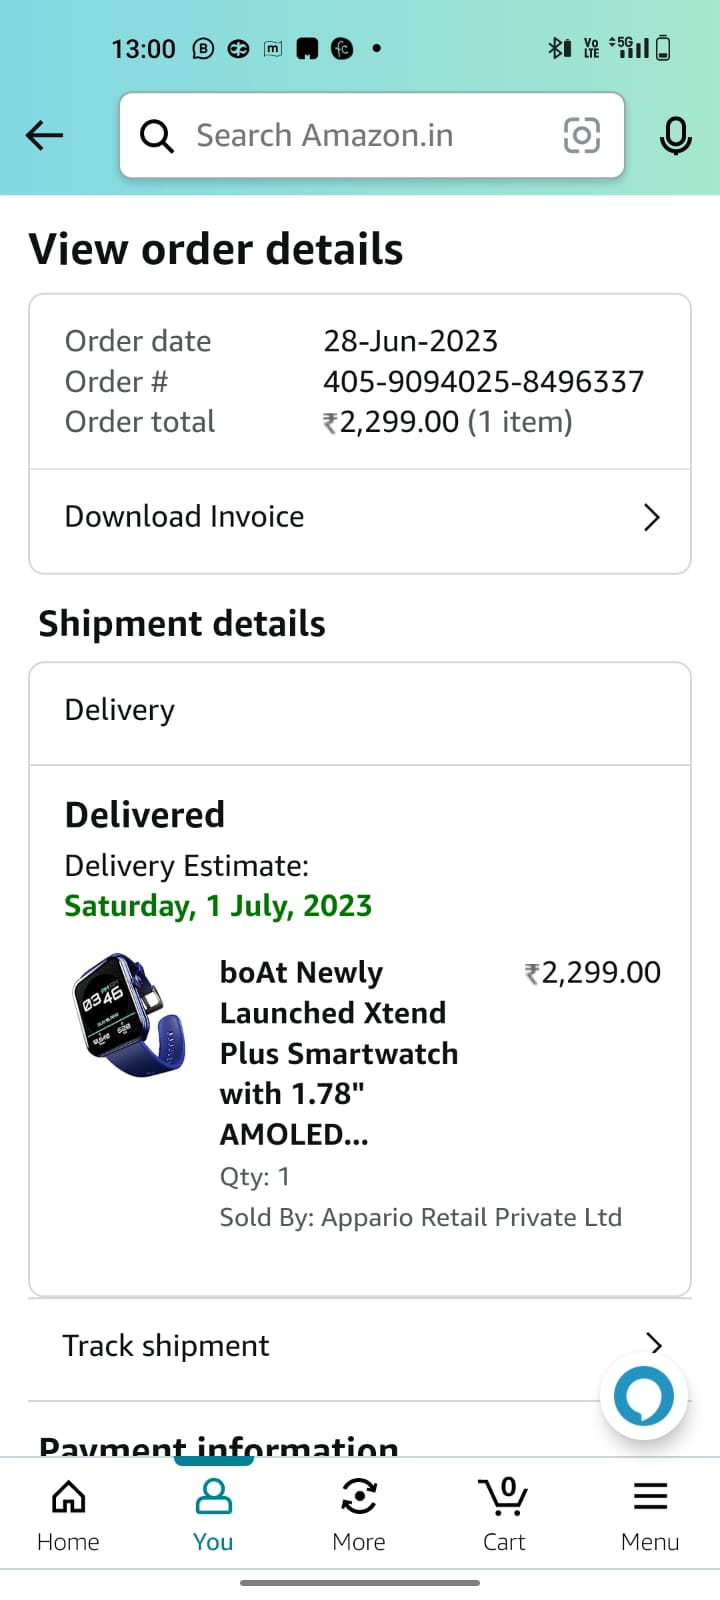 13:00
Vo
LTE
5G
Search Amazon.in
View order details
Order date 28-Jun-2023
Order # 405-9094025-8496337
Order total ₹2,299.00 (1 item)
Download Invoice
Shipment details
Delivery
Delivered
Delivery Estimate:
Saturday, 1 July, 2023
03 46
boAt Newly ₹2,299.00
Launched Xtend
Plus Smartwatch
with 1.78"
AMOLED...
Qty: 1
Sold By: Appario Retail Private Ltd
Track shipment
Payment information
0
Home You More Cart Menu